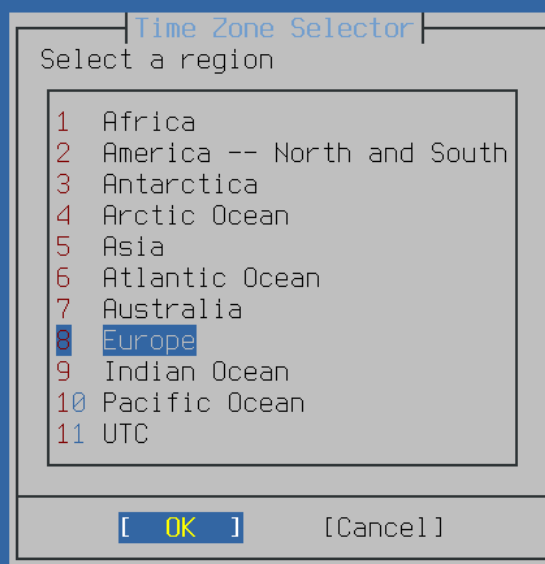 Time Zone Selector
Select a region
1 Africa
2 America -- North and South
3 Antarctica
4 Arctic Ocean
5 Asia
6 Atlantic Ocean
7 Australia
8 Europe
9 Indian Ocean
10 Pacific Ocean
11 UTC
[ OK ] [Cancel]